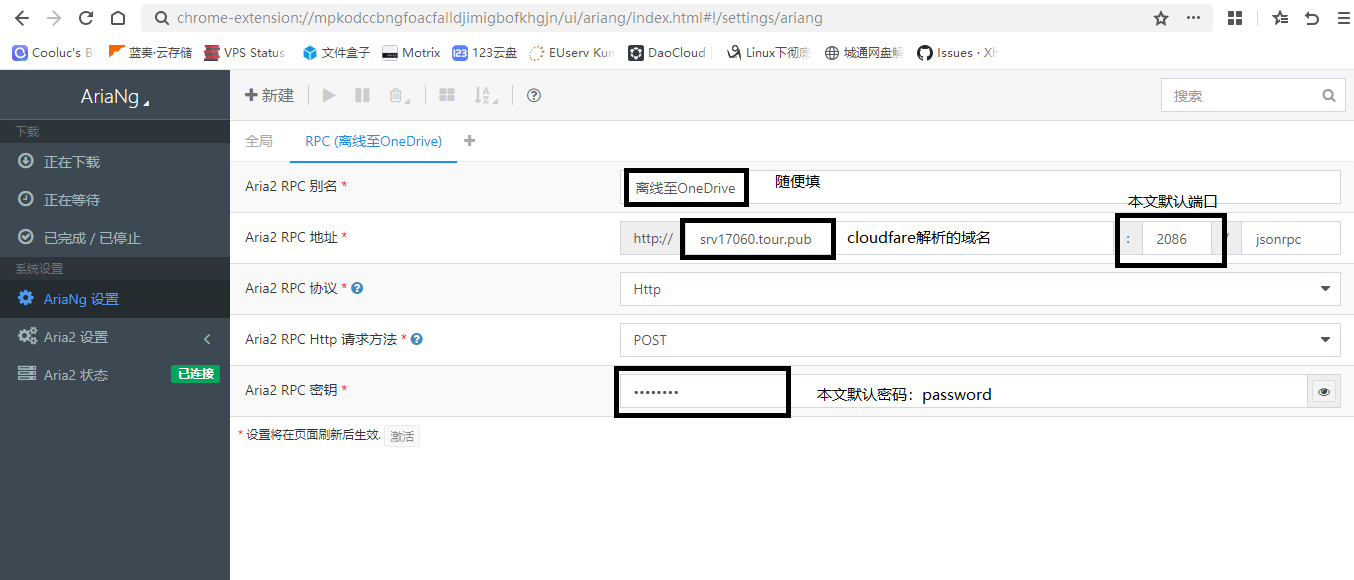 chrome-extension://mpkodccbngfoacfalldjimigbofkhgjn/ui/ariang/index.html#!/settings/ariang
Cooluc's Bl 蓝奏·云存储 VPS Status 文件盒子 Motrix 123云盘 EUserv Kun DaoCloud Linux下彻底 城通网盘解 Issues · Xh
AriaNg
新建
搜索
下载
正在下载
正在等待
已完成 / 已停止
系统设置
AriaNg 设置
Aria2 设置
Aria2 状态 已连接
全局 RPC (离线至OneDrive)
Aria2 RPC 别名 * 离线至OneDrive 随便填
本文默认端口
Aria2 RPC 地址 * http:// srv17060.tour.pub cloudfare解析的域名 : 2086 / jsonrpc
Aria2 RPC 协议 * Http
Aria2 RPC Http 请求方法 * POST
Aria2 RPC 密钥 * •••••••• 本文默认密码：password
* 设置将在页面刷新后生效. 激活